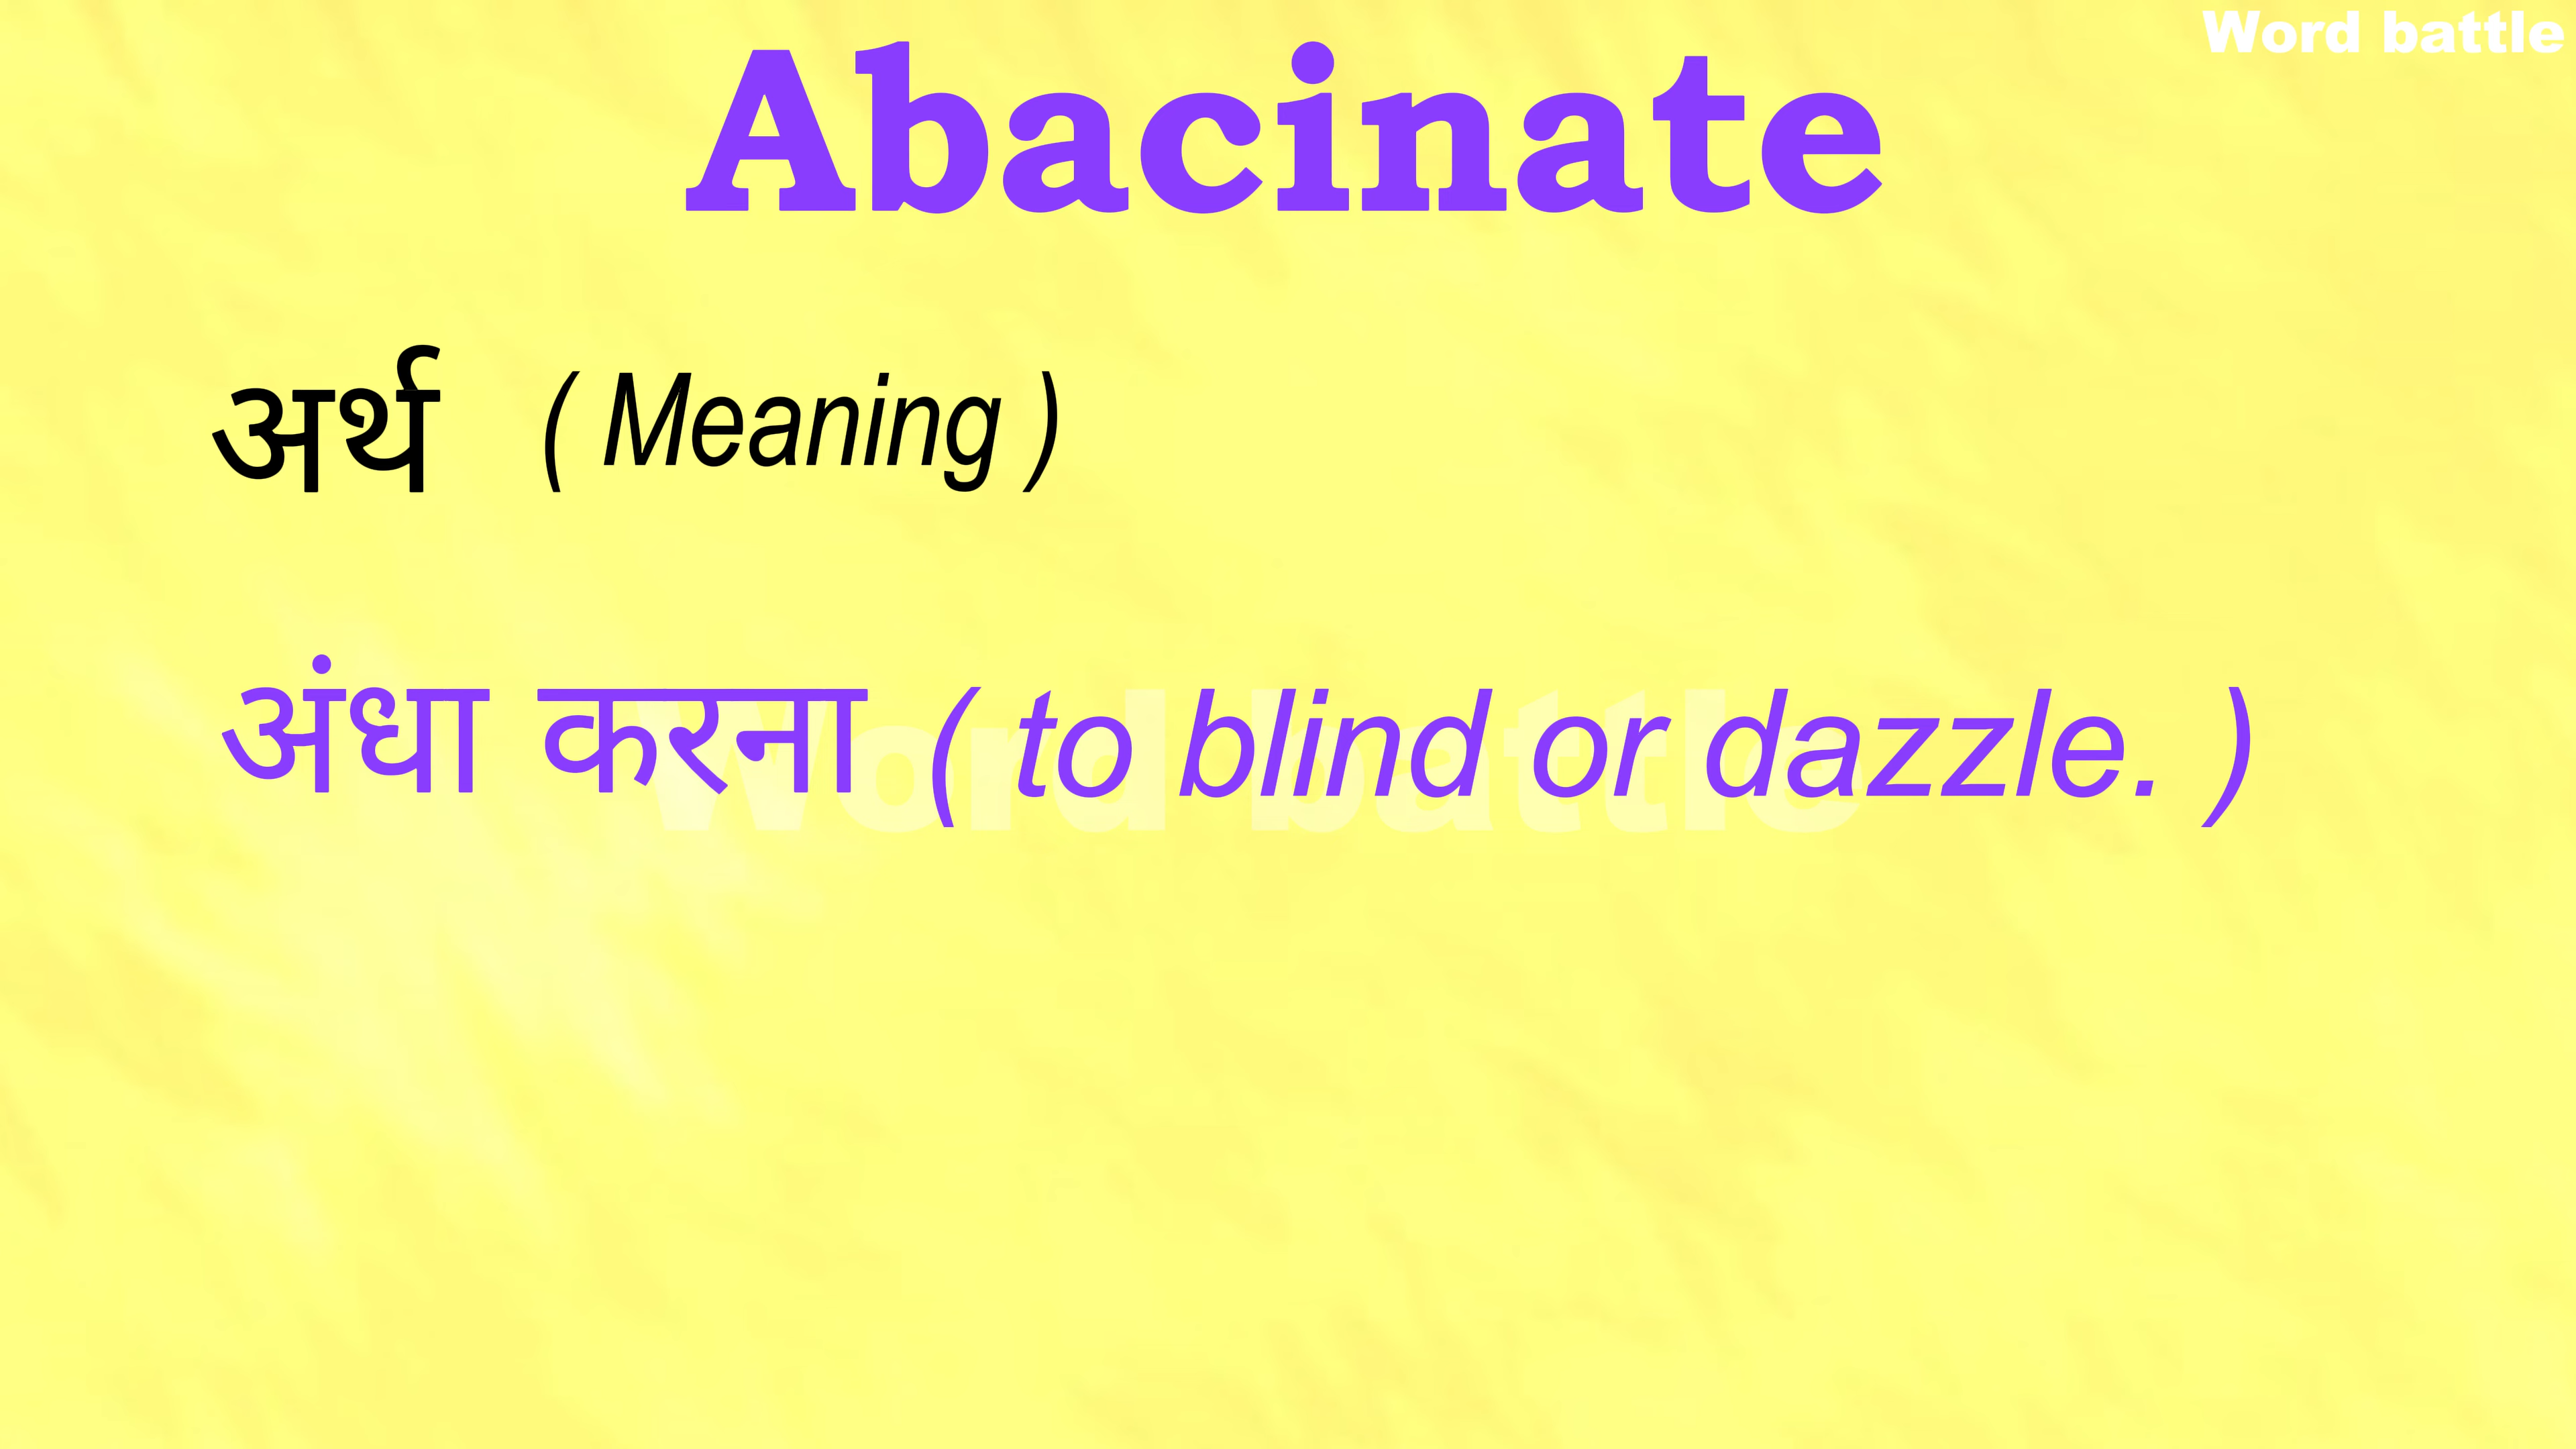 Word battle
Abacinate
अर्थ ( Meaning )
अंधा करना ( to blind or dazzle. )
Word battle